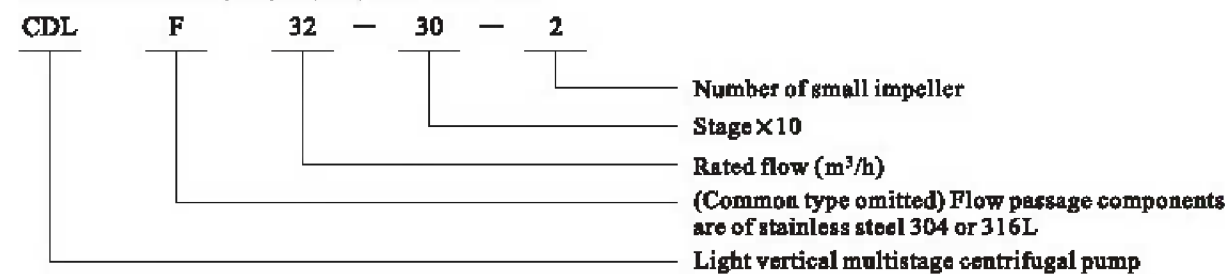 CDL F 32 — 30 — 2
Number of small impeller
Stage×10
Rated flow (m³/h)
(Common type omitted) Flow passage components
are of stainless steel 304 or 316L
Light vertical multistage centrifugal pump